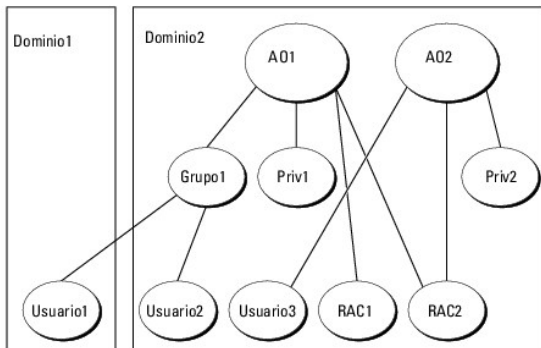 Dominio1
Dominio2
AO1
AO2
Grupo1
Priv1
Priv2
Usuario1
Usuario2
Usuario3
RAC1
RAC2